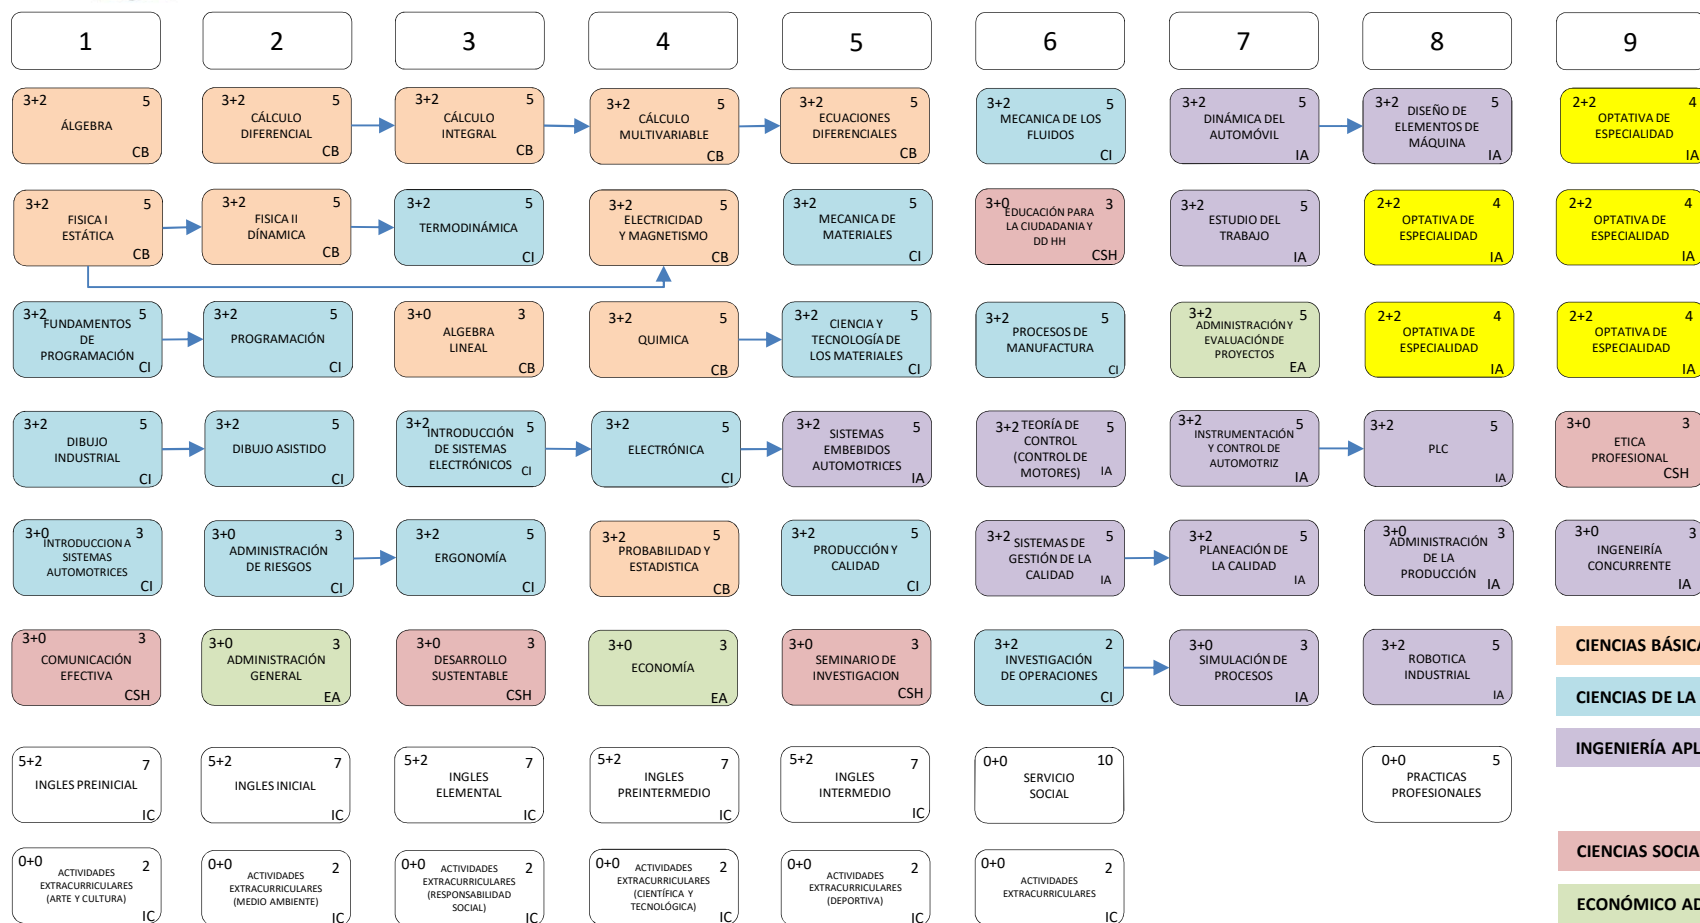 1 2 3 4 5 6 7 8 9
3+2 5
ÁLGEBRA
CB
3+2 5
CÁLCULO
DIFERENCIAL
CB
3+2 5
CÁLCULO
INTEGRAL
CB
3+2 5
CÁLCULO
MULTIVARIABLE
CB
3+2 5
ECUACIONES
DIFERENCIALES
CB
3+2 5
MECANICA DE LOS
FLUIDOS
CI
3+2 5
DINÁMICA DEL
AUTOMÓVIL
IA
3+2 5
DISEÑO DE
ELEMENTOS DE
MÁQUINA
IA
2+2 4
OPTATIVA DE
ESPECIALIDAD
IA
3+2 5
FISICA I
ESTÁTICA
CB
3+2 5
FISICA II
DÍNAMICA
CB
3+2 5
TERMODINÁMICA
CI
3+2 5
ELECTRICIDAD
Y MAGNETISMO
CB
3+2 5
MECANICA DE
MATERIALES
CI
3+0 3
EDUCACIÓN PARA
LA CIUDADANIA Y
DD HH
CSH
3+2 5
ESTUDIO DEL
TRABAJO
IA
2+2 4
OPTATIVA DE
ESPECIALIDAD
IA
2+2 4
OPTATIVA DE
ESPECIALIDAD
IA
3+2 5
FUNDAMENTOS
DE
PROGRAMACIÓN
CI
3+2 5
PROGRAMACIÓN
CI
3+0 3
ALGEBRA
LINEAL
CB
3+2 5
QUIMICA
CB
3+2 5
CIENCIA Y
TECNOLOGÍA DE
LOS MATERIALES
CI
3+2 5
PROCESOS DE
MANUFACTURA
CI
3+2 5
ADMINISTRACIÓN Y
EVALUACIÓN DE
PROYECTOS
EA
2+2 4
OPTATIVA DE
ESPECIALIDAD
IA
2+2 4
OPTATIVA DE
ESPECIALIDAD
IA
3+2 5
DIBUJO
INDUSTRIAL
CI
3+2 5
DIBUJO ASISTIDO
CI
3+2 5
INTRODUCCIÓN
DE SISTEMAS
ELECTRÓNICOS
CI
3+2 5
ELECTRÓNICA
CI
3+2 5
SISTEMAS
EMBEBIDOS
AUTOMOTRICES
IA
3+2 5
TEORÍA DE
CONTROL
(CONTROL DE
MOTORES)
IA
3+2 5
INSTRUMENTACIÓN
Y CONTROL DE
AUTOMOTRIZ
IA
3+2 5
PLC
IA
3+0 3
ETICA
PROFESIONAL
CSH
3+0 3
INTRODUCCION A
SISTEMAS
AUTOMOTRICES
CI
3+0 3
ADMINISTRACIÓN
DE RIESGOS
CI
3+2 5
ERGONOMÍA
CI
3+2 5
PROBABILIDAD Y
ESTADISTICA
CB
3+2 5
PRODUCCIÓN Y
CALIDAD
CI
3+2 5
SISTEMAS DE
GESTIÓN DE LA
CALIDAD
IA
3+2 5
PLANEACIÓN DE
LA CALIDAD
IA
3+0 3
ADMINISTRACIÓN
DE LA
PRODUCCIÓN
IA
3+0 3
INGENEIRÍA
CONCURRENTE
IA
3+0 3
COMUNICACIÓN
EFECTIVA
CSH
3+0 3
ADMINISTRACIÓN
GENERAL
EA
3+0 3
DESARROLLO
SUSTENTABLE
CSH
3+0 3
ECONOMÍA
EA
3+0 3
SEMINARIO DE
INVESTIGACION
CSH
3+2 2
INVESTIGACIÓN
DE OPERACIONES
CI
3+0 3
SIMULACIÓN DE
PROCESOS
IA
3+2 5
ROBOTICA
INDUSTRIAL
IA
CIENCIAS BÁSICA
CIENCIAS DE LA
INGENIERÍA APL
5+2 7
INGLES PREINICIAL
IC
5+2 7
INGLES INICIAL
IC
5+2 7
INGLES
ELEMENTAL
IC
5+2 7
INGLES
PREINTERMEDIO
IC
5+2 7
INGLES
INTERMEDIO
IC
0+0 10
SERVICIO
SOCIAL
0+0 5
PRACTICAS
PROFESIONALES
0+0 2
ACTIVIDADES
EXTRACURRICULARES
(ARTE Y CULTURA)
IC
0+0 2
ACTIVIDADES
EXTRACURRICULARES
(MEDIO AMBIENTE)
IC
0+0 2
ACTIVIDADES
EXTRACURRICULARES
(RESPONSABILIDAD
SOCIAL)
IC
0+0 2
ACTIVIDADES
EXTRACURRICULARES
(CIENTÍFICA Y
TECNOLÓGICA)
IC
0+0 2
ACTIVIDADES
EXTRACURRICULARES
(DEPORTIVA)
IC
0+0 2
ACTIVIDADES
EXTRACURRICULARES
IC
CIENCIAS SOCIA
ECONÓMICO AD